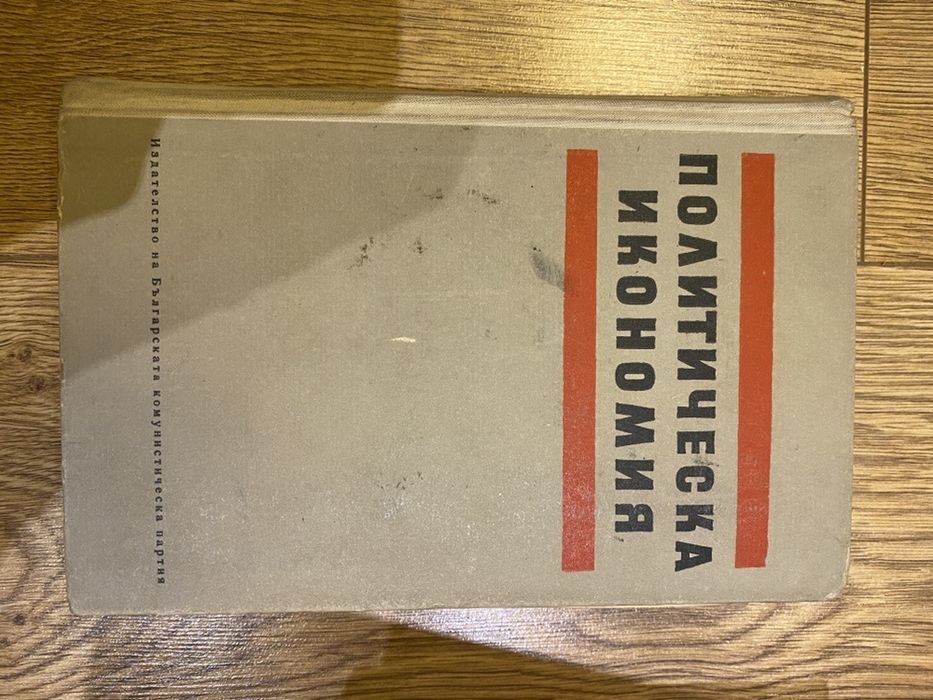 ПОЛИТИЧЕСКА
ИКОНОМИЯ
Издателство на Българската комунистическа партия